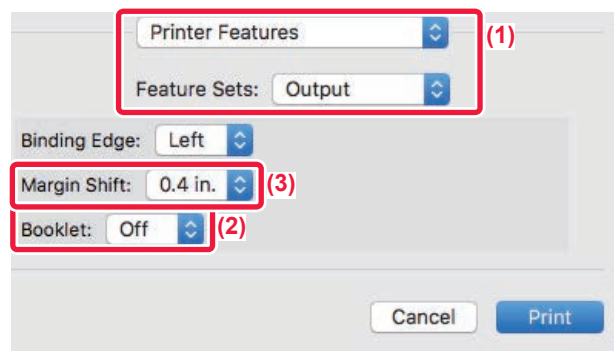 Printer Features (1)
Feature Sets: Output
Binding Edge: Left
Margin Shift: 0.4 in. (3)
Booklet: Off (2)
Cancel Print